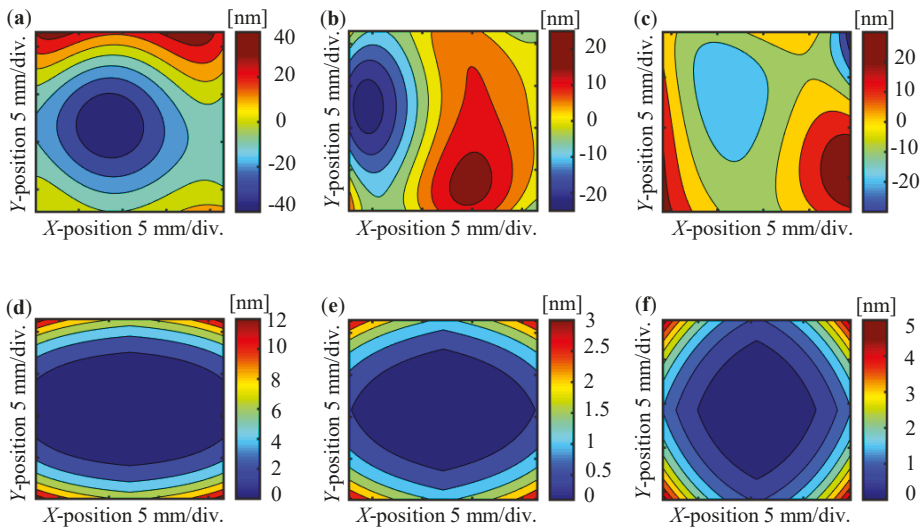 (a) [nm] (b) [nm] (c) [nm]
Y-position 5 mm/div. 40 20 0 -20 -40
X-position 5 mm/div.
Y-position 5 mm/div. 20 10 0 -10 -20
X-position 5 mm/div.
Y-position 5 mm/div. 20 10 0 -10 -20
X-position 5 mm/div.
(d) [nm] (e) [nm] (f) [nm]
Y-position 5 mm/div. 12 10 8 6 4 2 0
X-position 5 mm/div.
Y-position 5 mm/div. 3 2.5 2 1.5 1 0.5 0
X-position 5 mm/div.
Y-position 5 mm/div. 5 4 3 2 1 0
X-position 5 mm/div.